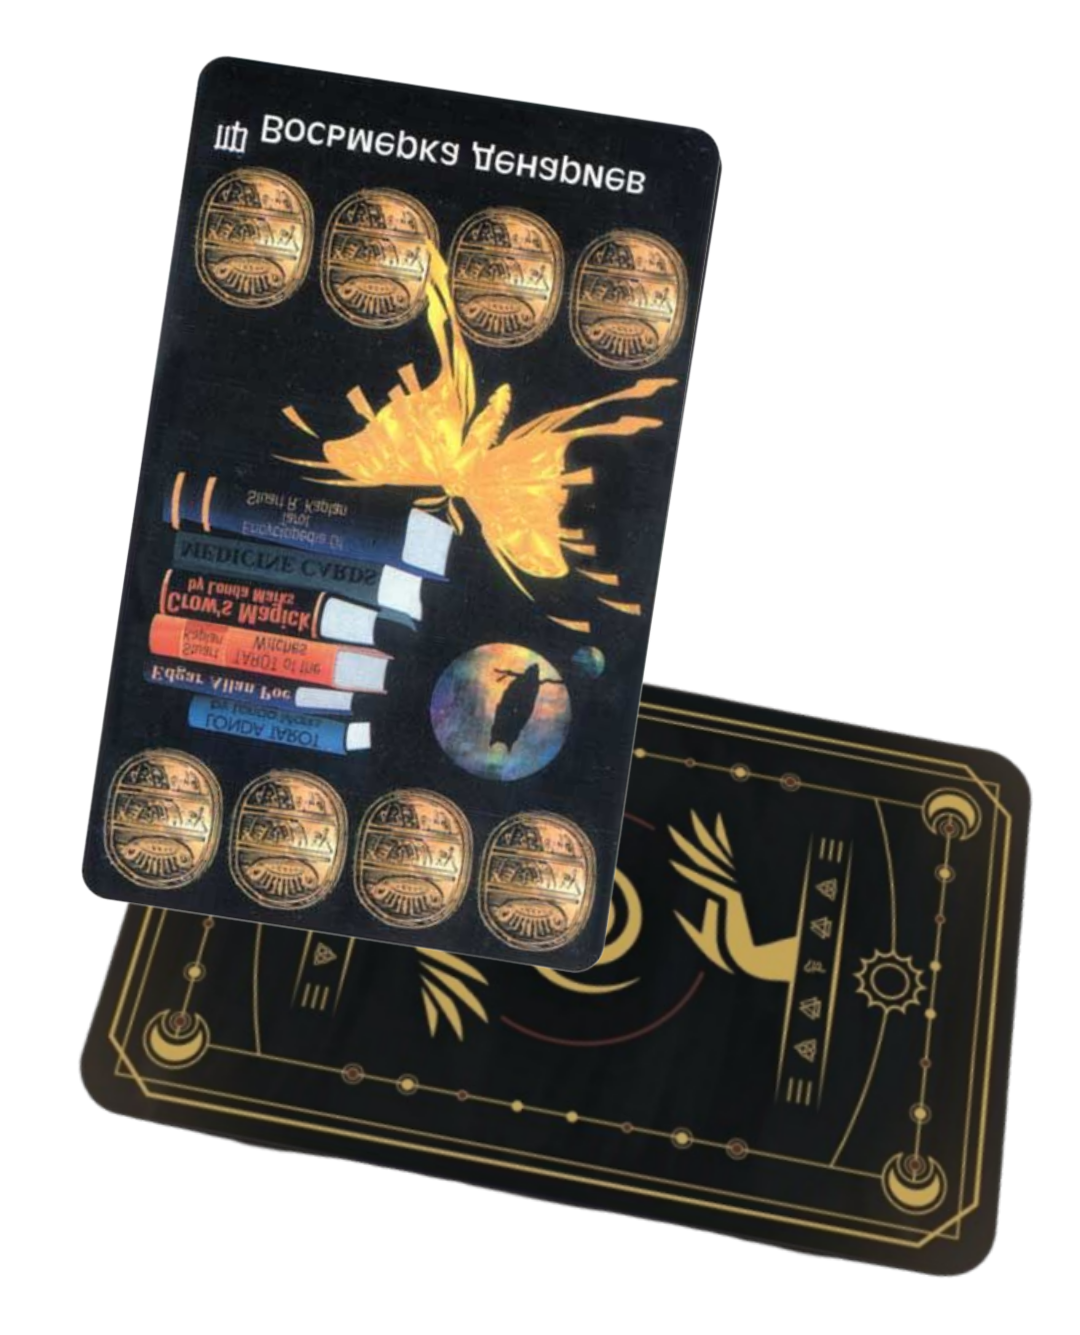 LONDA TAROT
by Londa Marks
Edgar Allan Poe
TAROT of the
Witches
Stuart
Kaplan
Crow's Magick
by Londa Marks
MEDICINE CARDS
Encyclopedia of
Tarot
Stuart R. Kaplan
Восьмерка денариев